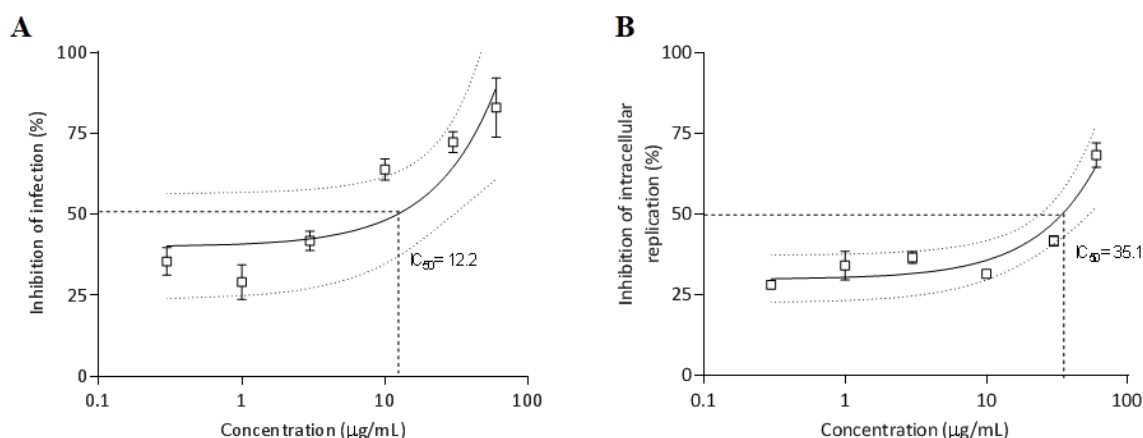 A
Inhibition of infection (%)
100
75
50
25
0
IC50= 12.2
0.1 1 10 100
Concentration (µg/mL)
B
Inhibition of intracellular
replication (%)
100
75
50
25
0
IC50= 35.1
0.1 1 10 100
Concentration (µg/mL)